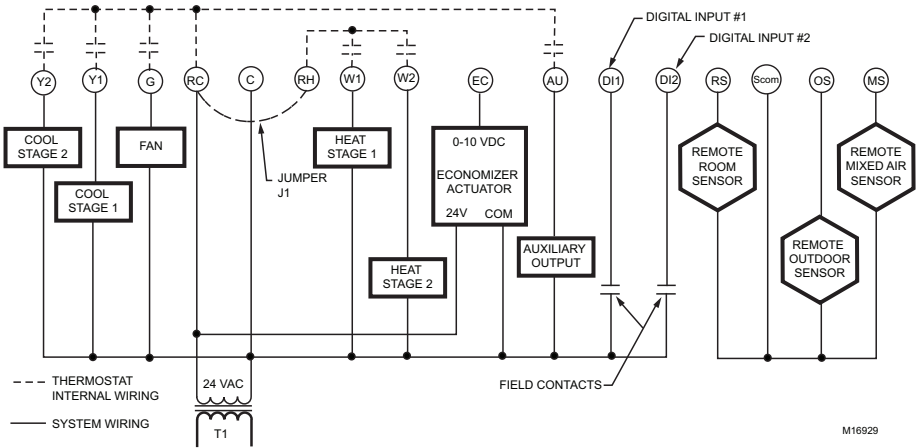 DIGITAL INPUT #1
DIGITAL INPUT #2
Y2
Y1
G
RC
C
RH
W1
W2
EC
AU
DI1
DI2
RS
Scom
OS
MS
COOL
STAGE 2
COOL
STAGE 1
FAN
JUMPER
J1
HEAT
STAGE 1
HEAT
STAGE 2
0-10 VDC
ECONOMIZER
ACTUATOR
24V COM
AUXILIARY
OUTPUT
REMOTE
ROOM
SENSOR
REMOTE
OUTDOOR
SENSOR
REMOTE
MIXED AIR
SENSOR
THERMOSTAT
INTERNAL WIRING
SYSTEM WIRING
24 VAC
T1
FIELD CONTACTS
M16929